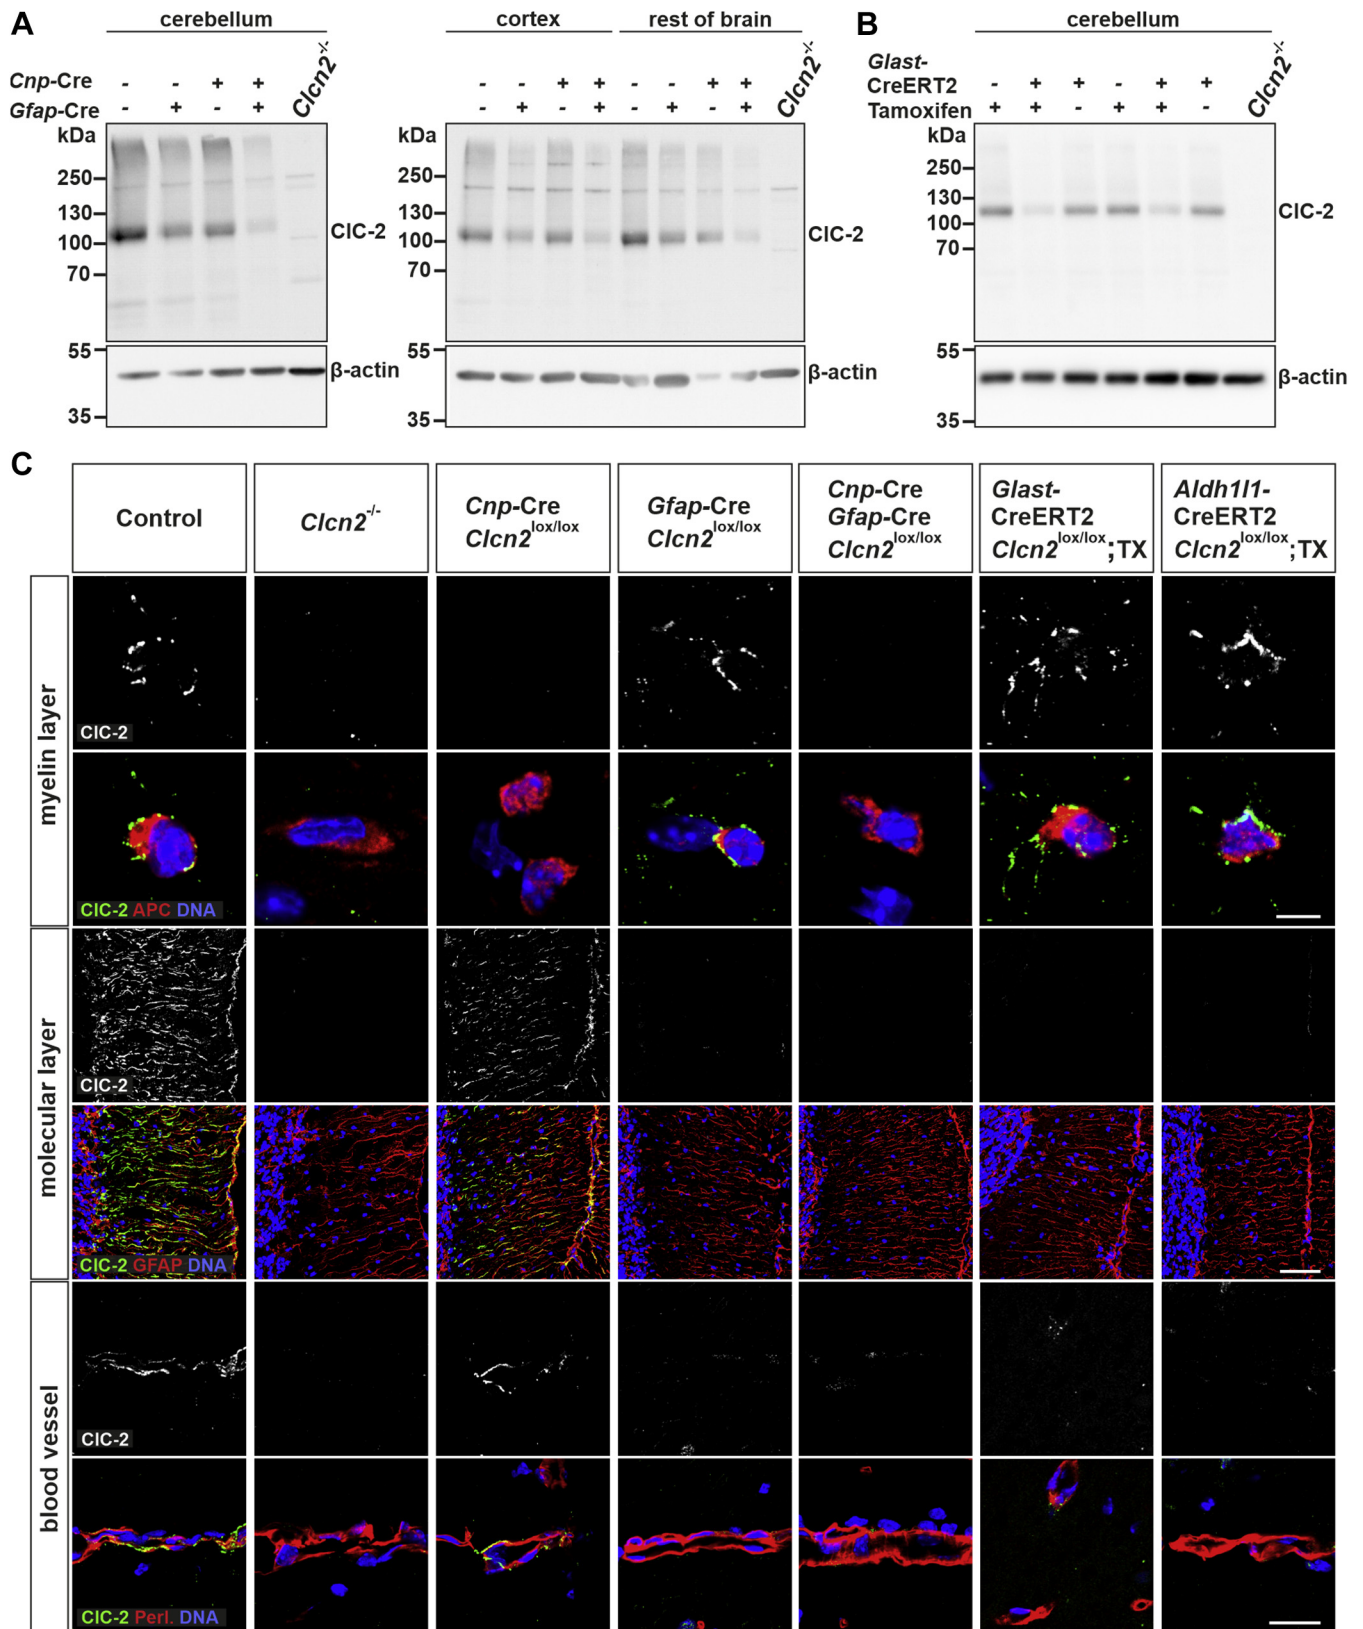 A
cerebellum
cortex
rest of brain
Cnp-Cre - - + + Clcn2-/- - - + + - - + + Clcn2-/-
Gfap-Cre - + - + - + - + - + - +
kDa
250
130
100
70
ClC-2
55
35
β-actin
kDa
250
130
100
70
ClC-2
55
35
β-actin
B
cerebellum
Glast-
CreERT2 - + + - + + Clcn2-/-
Tamoxifen + + - + + -
kDa
250
130
100
70
ClC-2
55
35
β-actin
C
Control
Clcn2-/-
Cnp-Cre
Clcn2lox/lox
Gfap-Cre
Clcn2lox/lox
Cnp-Cre
Gfap-Cre
Clcn2lox/lox
Glast-
CreERT2
Clcn2lox/lox;TX
Aldh1l1-
CreERT2
Clcn2lox/lox;TX
myelin layer
ClC-2
ClC-2 APC DNA
molecular layer
ClC-2
ClC-2 GFAP DNA
blood vessel
ClC-2
ClC-2 Perl. DNA